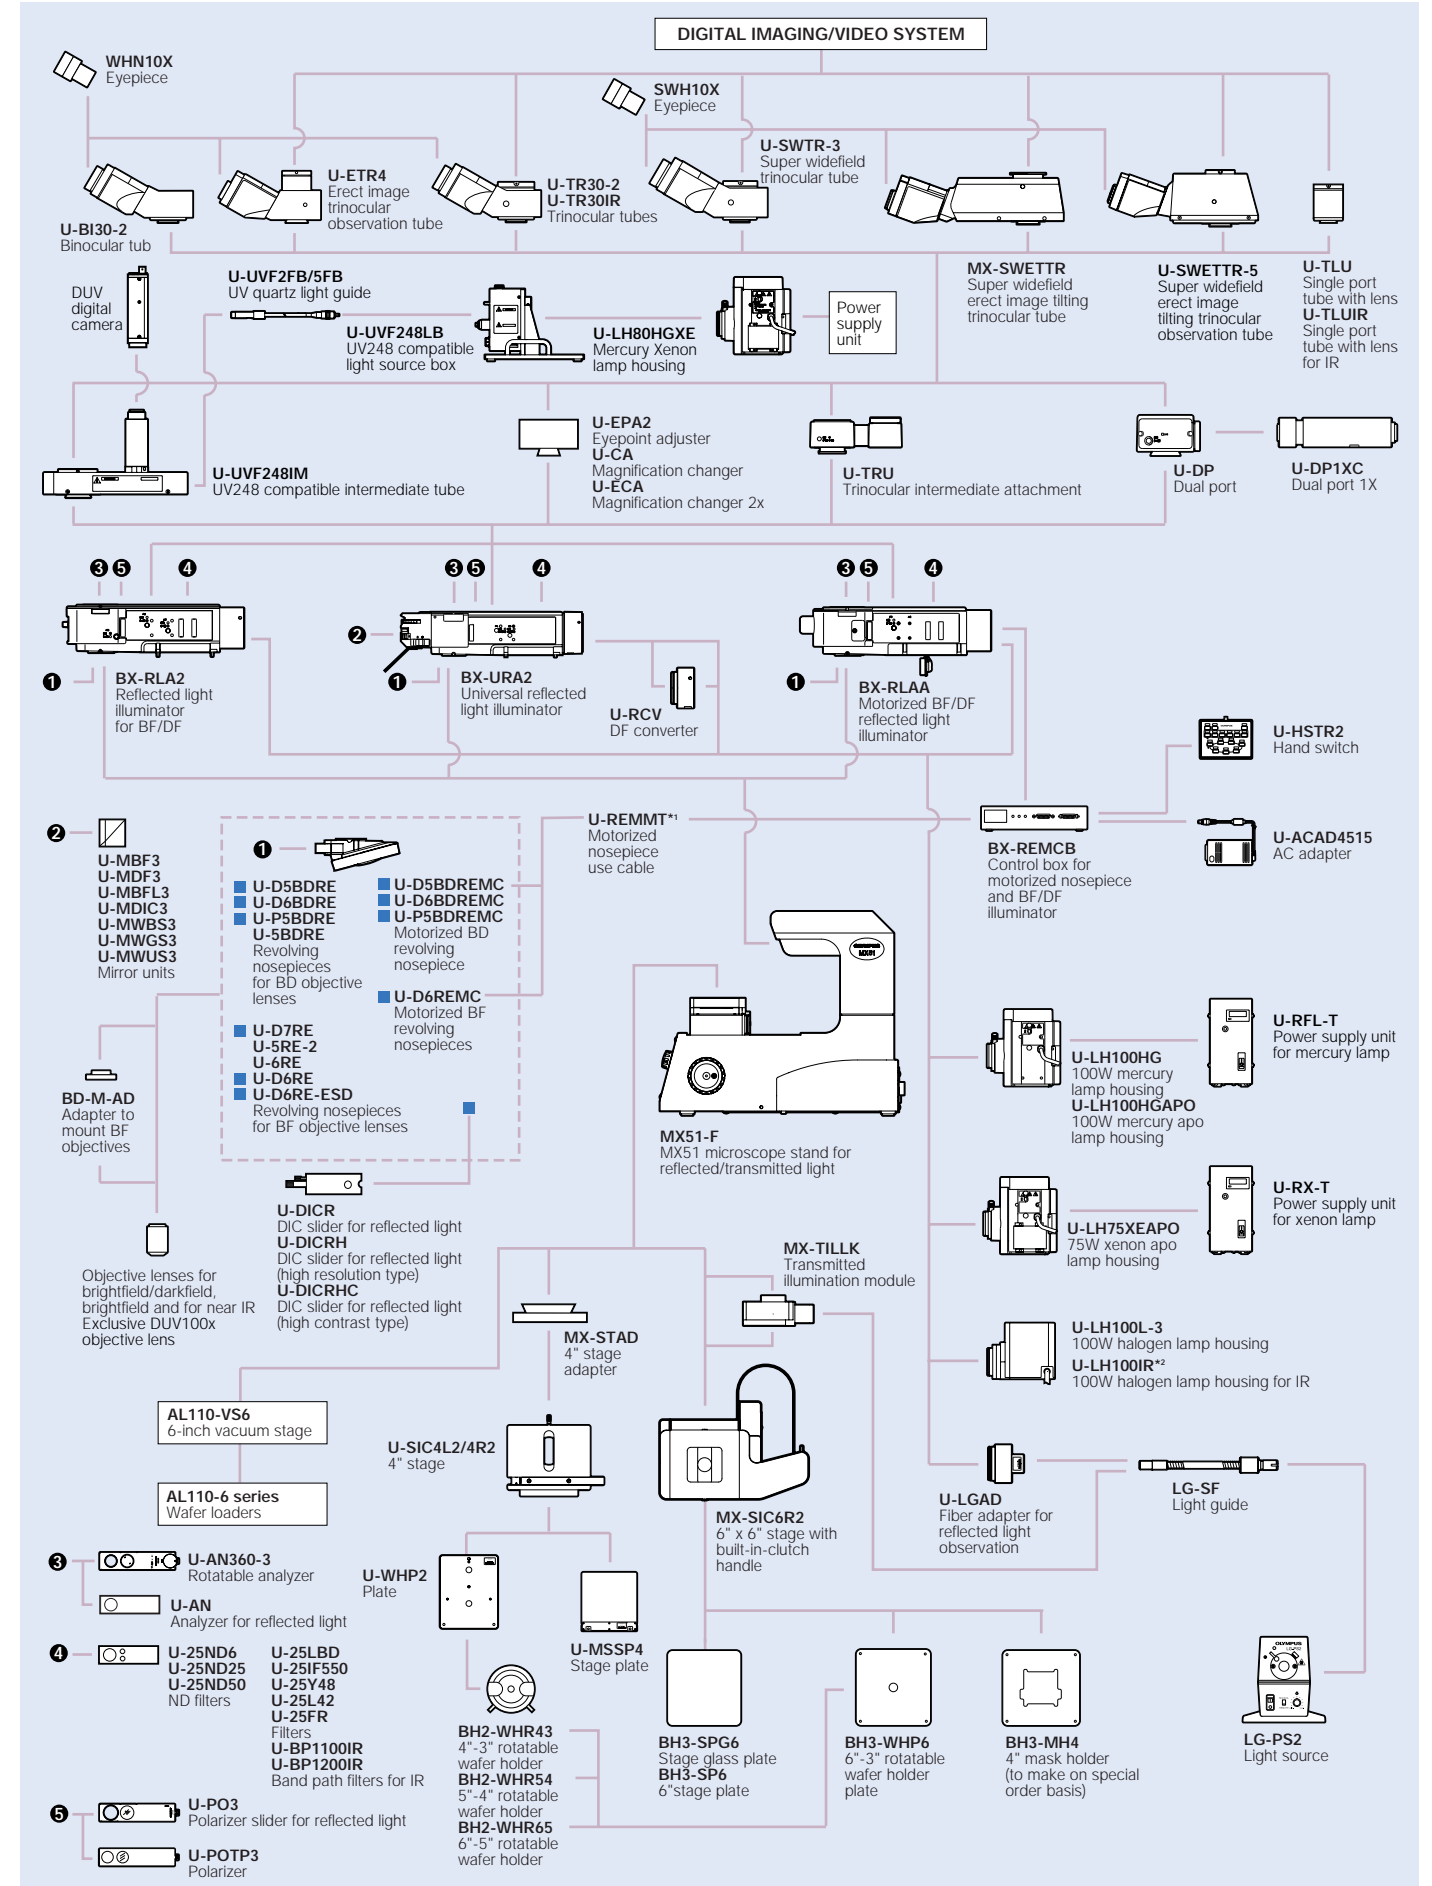 DIGITAL IMAGING/VIDEO SYSTEM
WHN10X
Eyepiece
SWH10X
Eyepiece
U-BI30-2
Binocular tub
U-ETR4
Erect image
trinocular
observation tube
U-TR30-2
U-TR30IR
Trinocular tubes
U-SWTR-3
Super widefield
trinocular tube
MX-SWETTR
Super widefield
erect image tilting
trinocular tube
U-SWETTR-5
Super widefield
erect image
tilting trinocular
observation tube
U-TLU
Single port
tube with lens
U-TLUIR
Single port
tube with lens
for IR
DUV
digital
camera
U-UVF2FB/5FB
UV quartz light guide
U-UVF248LB
UV248 compatible
light source box
U-LH80HGXE
Mercury Xenon
lamp housing
Power
supply
unit
U-UVF248IM
UV248 compatible intermediate tube
U-EPA2
Eyepoint adjuster
U-CA
Magnification changer
U-ECA
Magnification changer 2x
U-TRU
Trinocular intermediate attachment
U-DP
Dual port
U-DP1XC
Dual port 1X
3 5 4
3 5 4
3 5 4
2
1
1
1
BX-RLA2
Reflected light
illuminator
for BF/DF
BX-URA2
Universal reflected
light illuminator
U-RCV
DF converter
BX-RLAA
Motorized BF/DF
reflected light
illuminator
U-HSTR2
Hand switch
U-ACAD4515
AC adapter
BX-REMCB
Control box for
motorized nosepiece
and BF/DF
illuminator
U-REMMT*1
Motorized
nosepiece
use cable
2
U-MBF3
U-MDF3
U-MBFL3
U-MDIC3
U-MWBS3
U-MWGS3
U-MWUS3
Mirror units
1
U-D5BDRE
U-D6BDRE
U-P5BDRE
U-5BDRE
Revolving
nosepieces
for BD objective
lenses
U-D5BDREMC
U-D6BDREMC
U-P5BDREMC
Motorized BD
revolving
nosepiece
U-D6REMC
Motorized BF
revolving
nosepieces
U-D7RE
U-5RE-2
U-6RE
U-D6RE
U-D6RE-ESD
Revolving nosepieces
for BF objective lenses
BD-M-AD
Adapter to
mount BF
objectives
OLYMPUS
MX51
MX51-F
MX51 microscope stand for
reflected/transmitted light
U-LH100HG
100W mercury
lamp housing
U-LH100HGAPO
100W mercury apo
lamp housing
U-RFL-T
Power supply unit
for mercury lamp
U-LH75XEAPO
75W xenon apo
lamp housing
U-RX-T
Power supply unit
for xenon lamp
U-DICR
DIC slider for reflected light
U-DICRH
DIC slider for reflected light
(high resolution type)
U-DICRHC
DIC slider for reflected light
(high contrast type)
Objective lenses for
brightfield/darkfield,
brightfield and for near IR
Exclusive DUV100x
objective lens
MX-TILLK
Transmitted
illumination module
MX-STAD
4" stage
adapter
U-LH100L-3
100W halogen lamp housing
U-LH100IR*2
100W halogen lamp housing for IR
AL110-VS6
6-inch vacuum stage
AL110-6 series
Wafer loaders
U-SIC4L2/4R2
4" stage
MX-SIC6R2
6" x 6" stage with
built-in-clutch
handle
U-LGAD
Fiber adapter for
reflected light
observation
LG-SF
Light guide
3
U-AN360-3
Rotatable analyzer
U-AN
Analyzer for reflected light
U-WHP2
Plate
U-MSSP4
Stage plate
4
U-25ND6
U-25ND25
U-25ND50
ND filters
U-25LBD
U-25IF550
U-25Y48
U-25L42
U-25FR
Filters
U-BP1100IR
U-BP1200IR
Band path filters for IR
BH2-WHR43
4"-3" rotatable
wafer holder
BH2-WHR54
5"-4" rotatable
wafer holder
BH2-WHR65
6"-5" rotatable
wafer holder
BH3-SPG6
Stage glass plate
BH3-SP6
6"stage plate
BH3-WHP6
6"-3" rotatable
wafer holder
plate
BH3-MH4
4" mask holder
(to make on special
order basis)
OLYMPUS
LG-PS2
LG-PS2
Light source
5
U-PO3
Polarizer slider for reflected light
U-POTP3
Polarizer